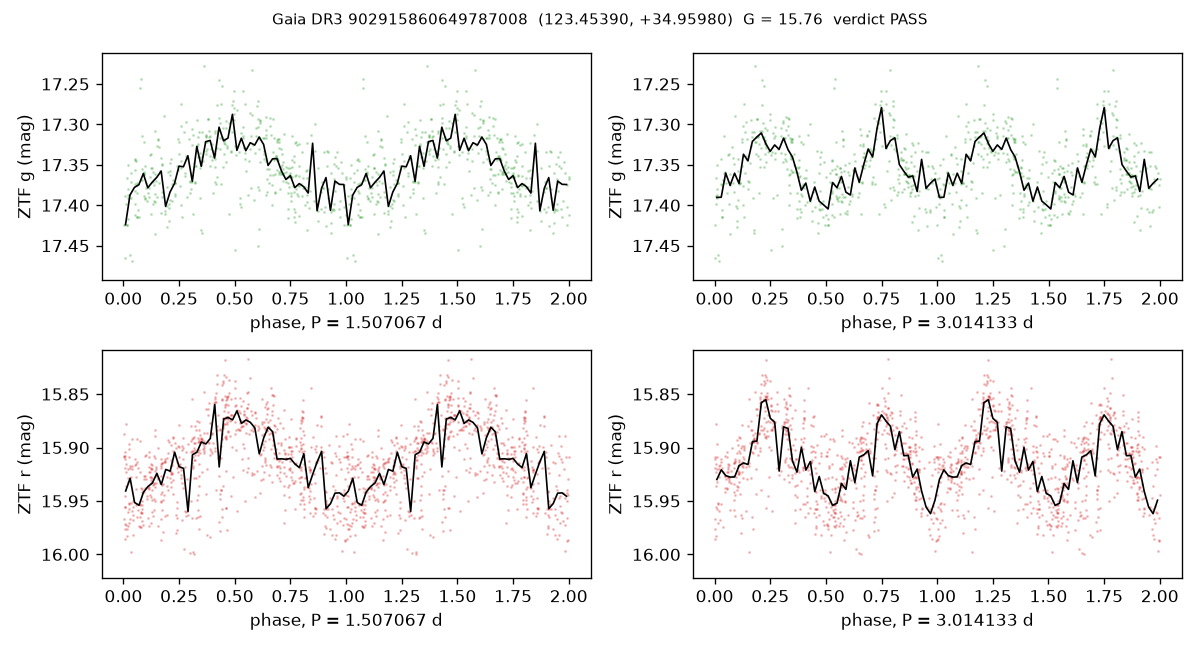 Gaia DR3 902915860649787008  (123.45390, +34.95980)  G = 15.76  verdict PASS
ZTF g (mag)
17.25
17.30
17.35
17.40
17.45
0.00 0.25 0.50 0.75 1.00 1.25 1.50 1.75 2.00
phase, P = 1.507067 d
ZTF g (mag)
17.25
17.30
17.35
17.40
17.45
0.00 0.25 0.50 0.75 1.00 1.25 1.50 1.75 2.00
phase, P = 3.014133 d
ZTF r (mag)
15.85
15.90
15.95
16.00
0.00 0.25 0.50 0.75 1.00 1.25 1.50 1.75 2.00
phase, P = 1.507067 d
ZTF r (mag)
15.85
15.90
15.95
16.00
0.00 0.25 0.50 0.75 1.00 1.25 1.50 1.75 2.00
phase, P = 3.014133 d